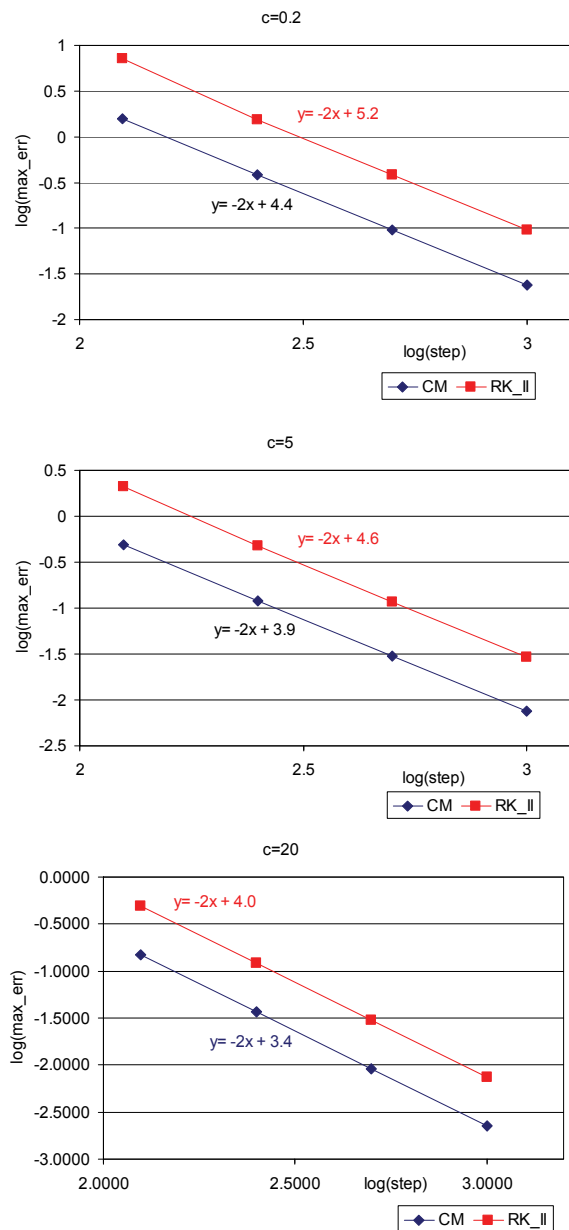 c=0.2
1
0.5
0
-0.5
-1
-1.5
-2
log(max_err)
y= -2x + 5.2
y= -2x + 4.4
2
2.5
3
log(step)
CM
RK_II
c=5
0.5
0
-0.5
-1
-1.5
-2
-2.5
log(max_err)
y= -2x + 4.6
y= -2x + 3.9
2
2.5
3
log(step)
CM
RK_II
c=20
0.0000
-0.5000
-1.0000
-1.5000
-2.0000
-2.5000
-3.0000
log(max_err)
y= -2x + 4.0
y= -2x + 3.4
2.0000
2.5000
3.0000
log(step)
CM
RK_II